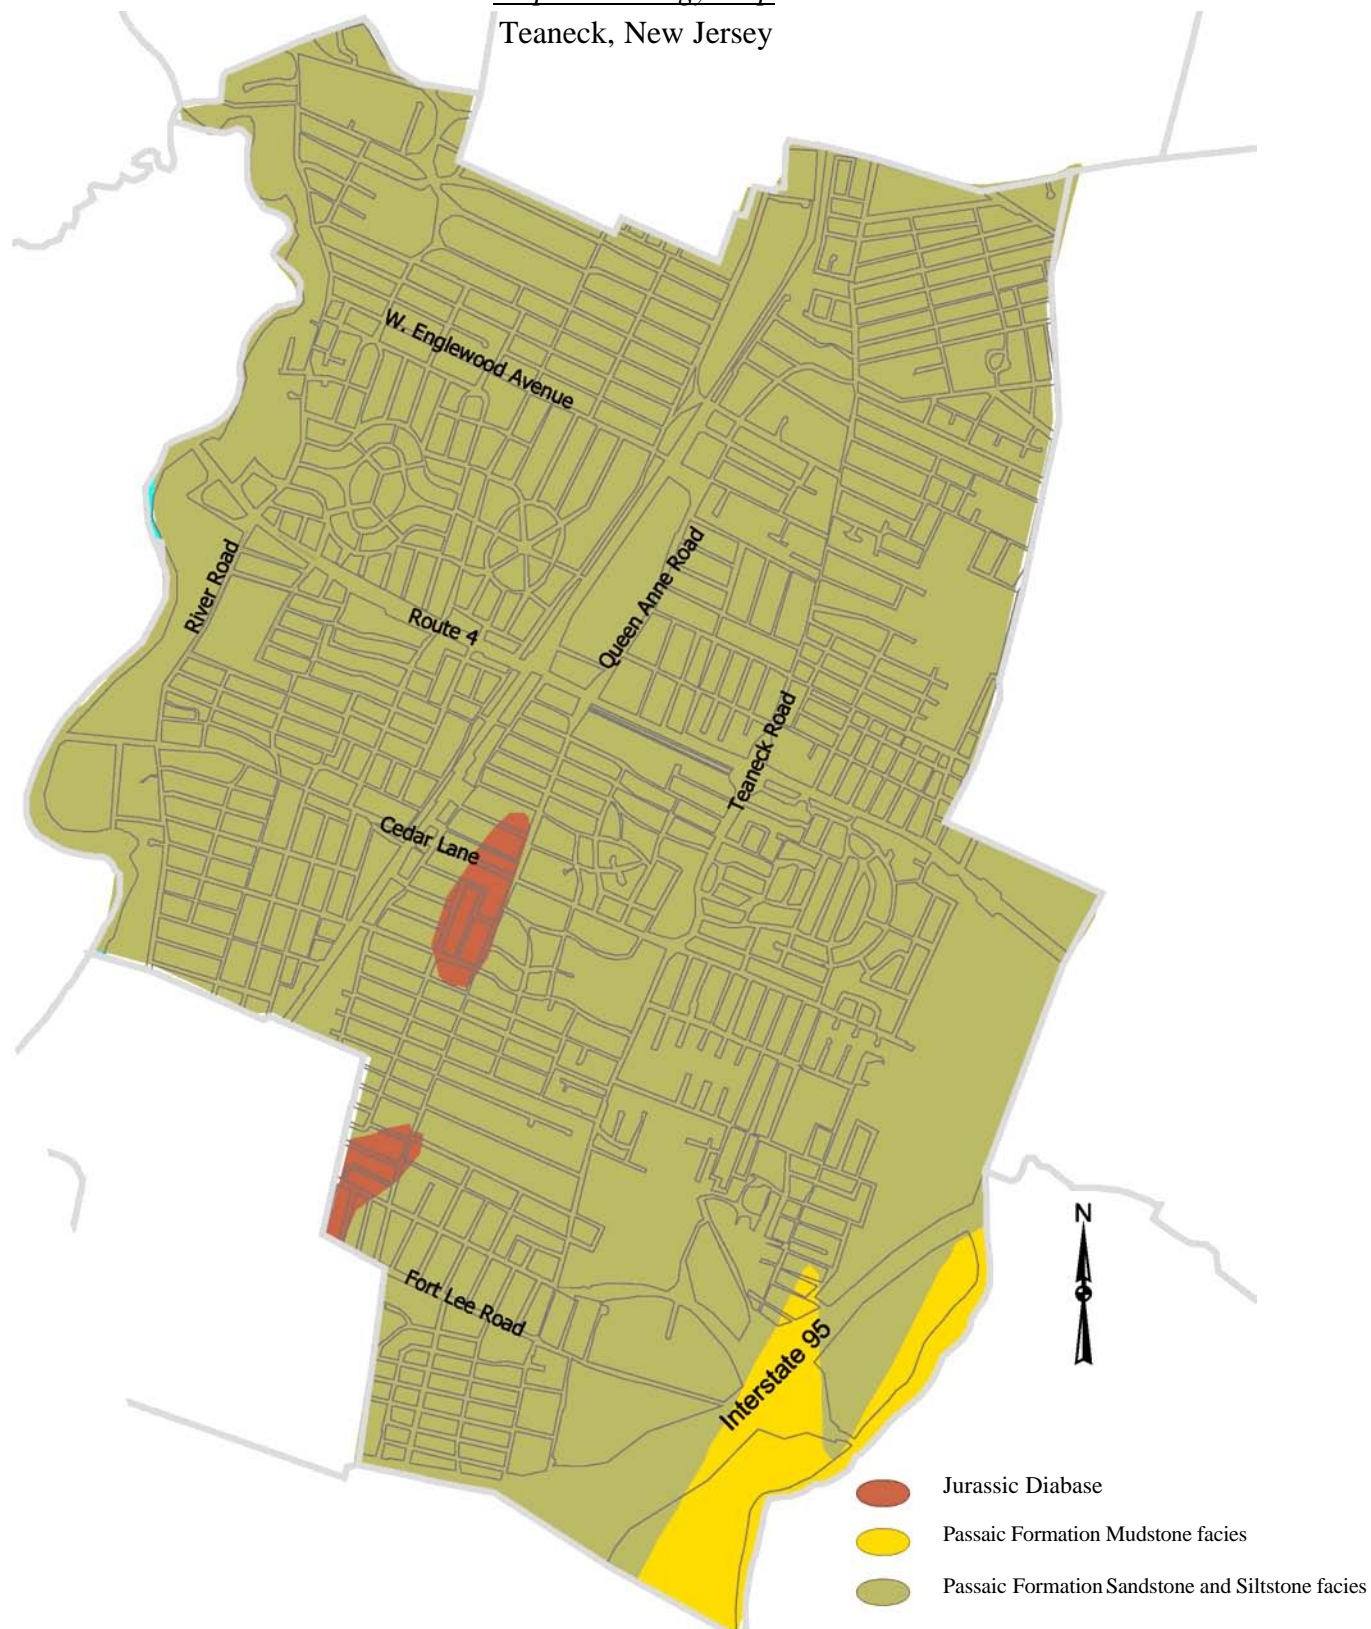 Teaneck, New Jersey
W. Englewood Avenue
River Road
Route 4
Queen Anne Road
Teaneck Road
Cedar Lane
N
Fort Lee Road
Interstate 95
Jurassic Diabase
Passaic Formation Mudstone facies
Passaic Formation Sandstone and Siltstone facies